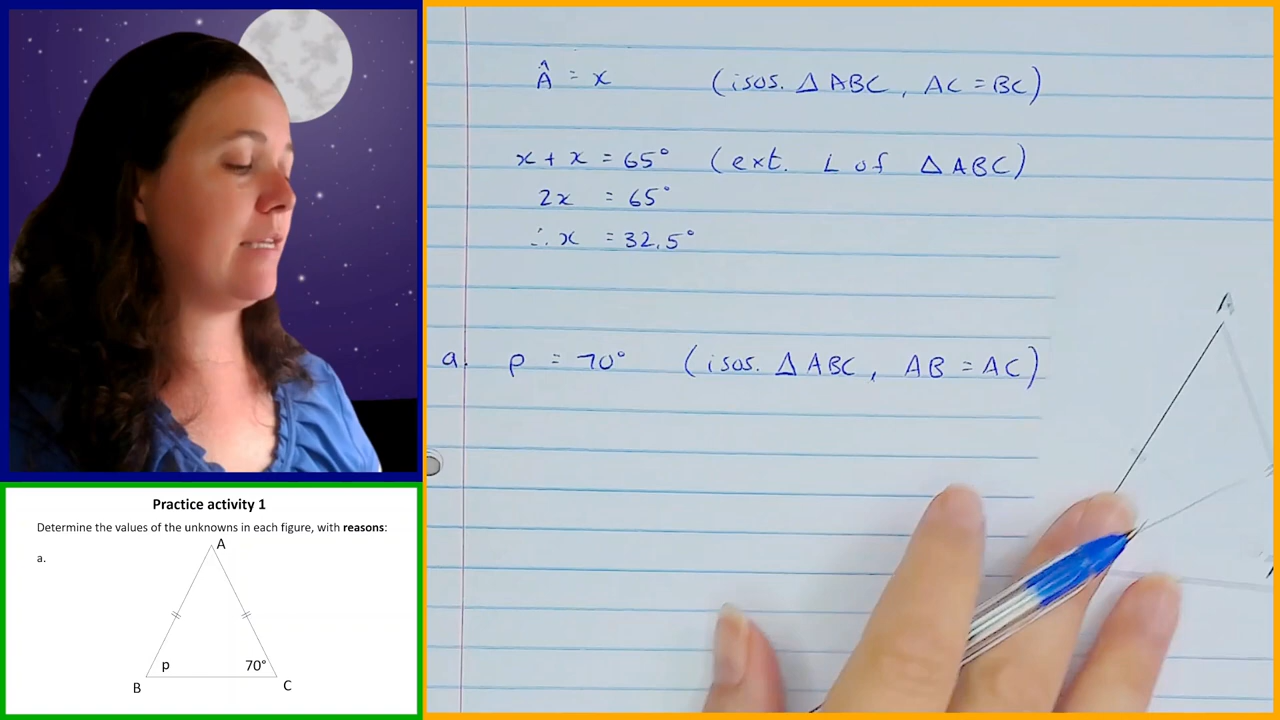 Â = x (isos. Δ ABC, AC = BC)
x + x = 65° (ext. ∠ of Δ ABC)
2x = 65°
∴ x = 32.5°
a. p = 70° (isos. Δ ABC, AB = AC)
A
Practice activity 1
Determine the values of the unknowns in each figure, with reasons:
a.
A
p 70°
B C